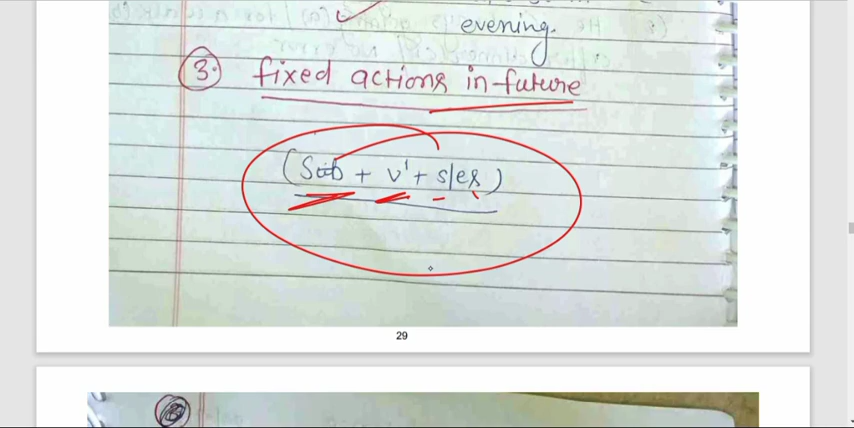 evening.
3. fixed actions in future
(Sub + v¹ + s/es)
29